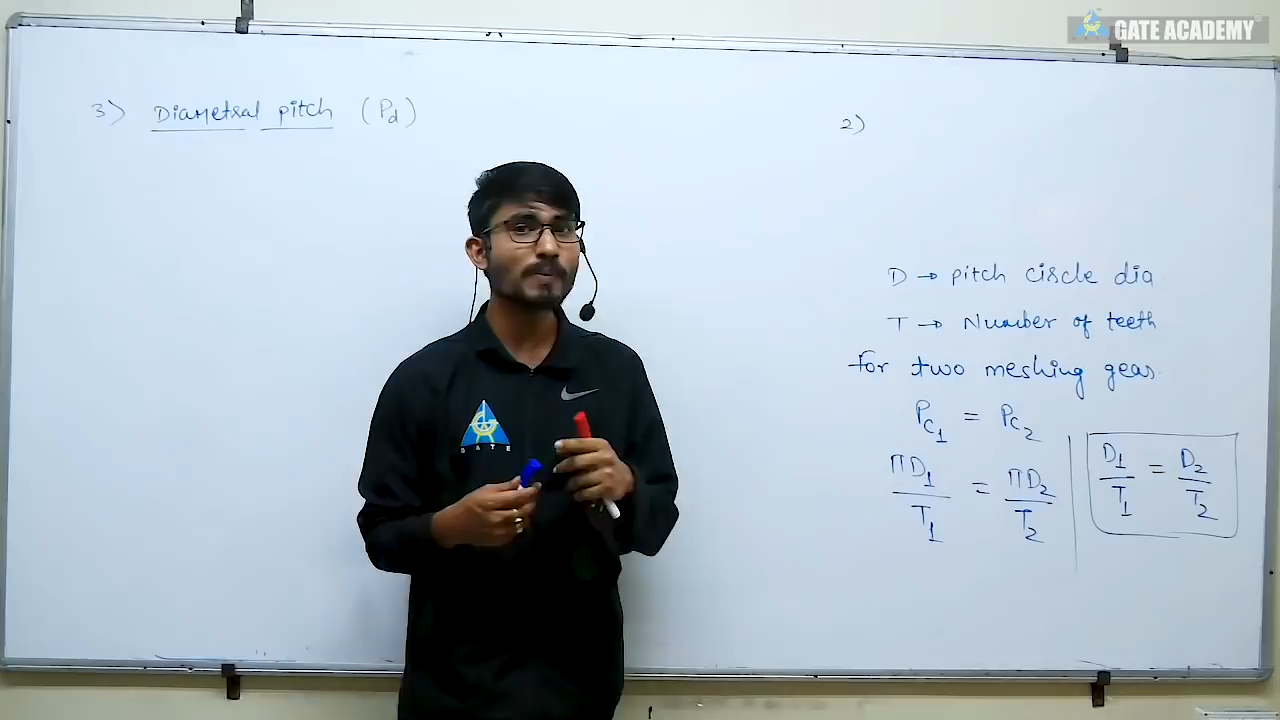 GATE ACADEMY
3) Diametral pitch (Pd)
2)
D → pitch circle dia
T → Number of teeth
for two meshing gear
PC1 = PC2
πD1/T1 = πD2/T2
D1/T1 = D2/T2
GATE